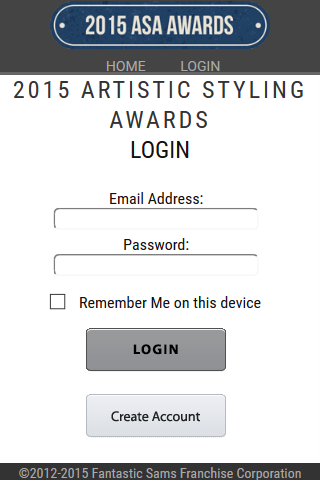 2015 ASA AWARDS
HOME LOGIN
2015 ARTISTIC STYLING
AWARDS
LOGIN
Email Address:
Password:
Remember Me on this device
LOGIN
Create Account
©2012-2015 Fantastic Sams Franchise Corporation